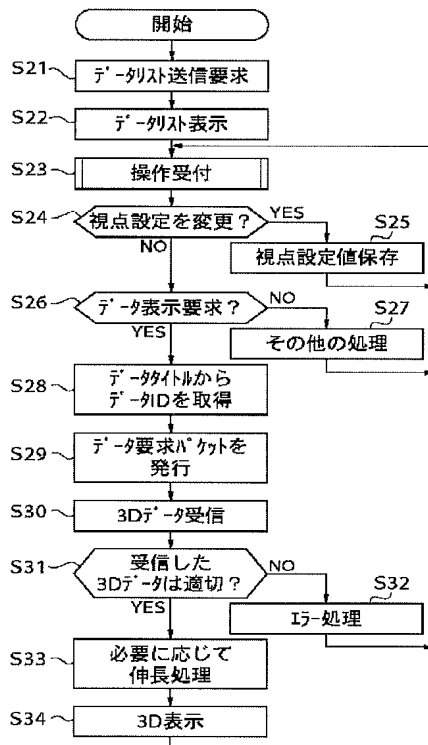 開始
S21
データリスト送信要求
S22
データリスト表示
S23
操作受付
S24
視点設定を変更？
YES
NO
S25
視点設定値保存
S26
データ表示要求？
NO
YES
S27
その他の処理
S28
データタイトルから
データIDを取得
S29
データ要求パケットを
発行
S30
3Dデータ受信
S31
受信した
3Dデータは適切？
NO
YES
S32
エラー処理
S33
必要に応じて
伸長処理
S34
3D表示